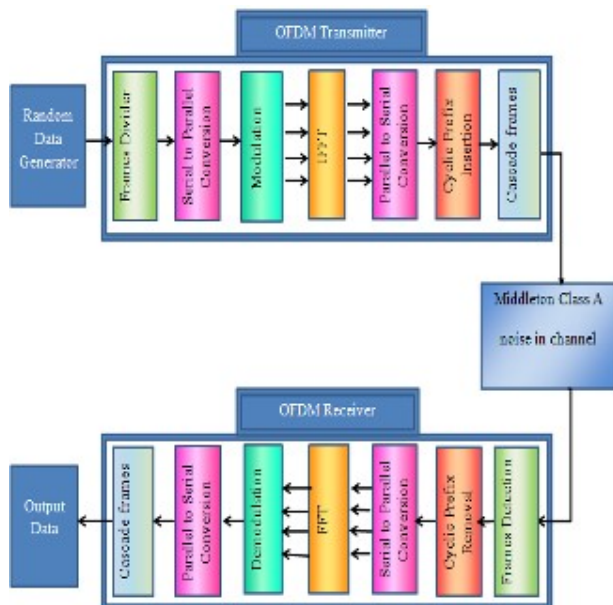 OFDM Transmitter
Random
Data
Generator
Frames Divider
Serial to Parallel
Conversion
Modulation
IFFT
Parallel to Serial
Conversion
Cyclic Prefix
Insertion
Cascade frames
Middleton Class A
noise in channel
OFDM Receiver
Output
Data
Cascade frames
Parallel to Serial
Conversion
Demodulation
FFT
Serial to Parallel
Conversion
Cyclic Prefix
Removal
Frames Detection